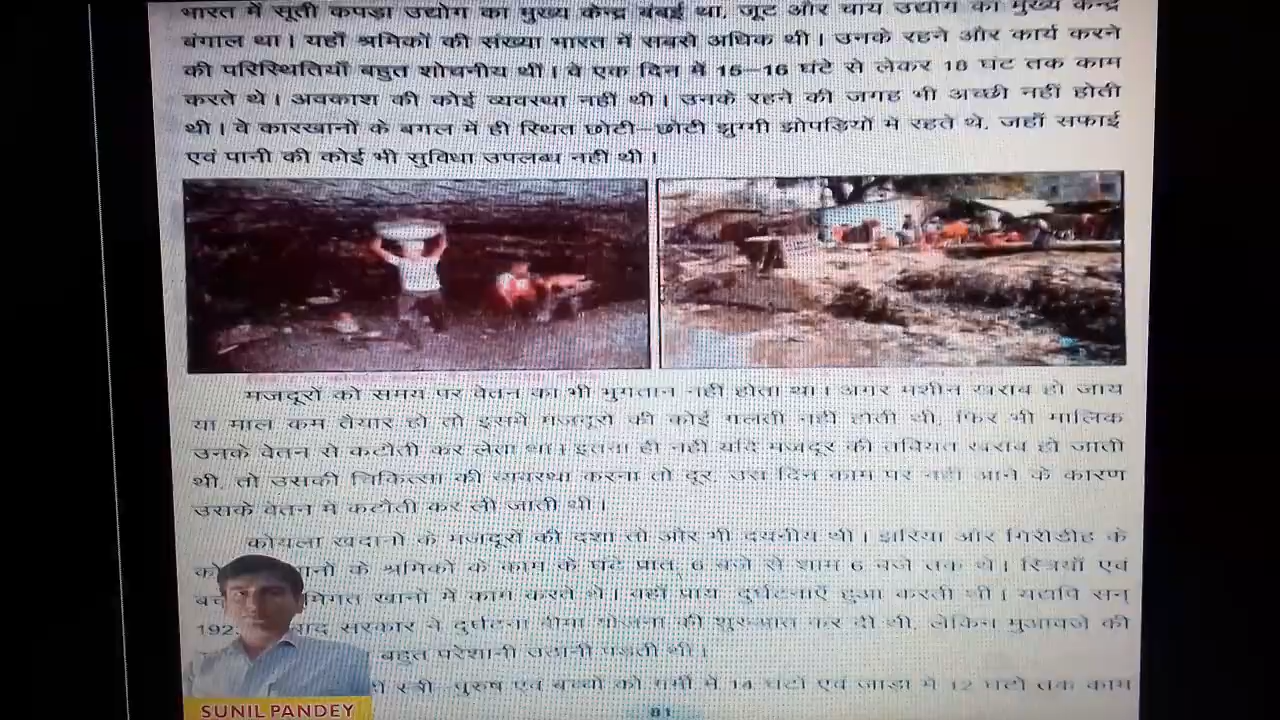 भारत में सूती कपड़ा उद्योग का मुख्य केन्द्र बंबई था, जूट और चाय उद्योग का मुख्य केन्द्र
बंगाल था। यहाँ श्रमिकों की संख्या भारत में सबसे अधिक थी। उनके रहने और कार्य करने
की परिस्थितियाँ बहुत शोचनीय थीं। वे एक दिन में 15–16 घंटे से लेकर 18 घंटे तक काम
करते थे। अवकाश की कोई व्यवस्था नहीं थी। उनके रहने की जगह भी अच्छी नहीं होती
थी। वे कारखानों के बगल में ही स्थित छोटी–छोटी झुग्गी झोपड़ियों में रहते थे, जहाँ सफाई
एवं पानी की कोई भी सुविधा उपलब्ध नहीं थी।
मजदूरों को समय पर वेतन का भी भुगतान नहीं होता था। अगर मशीन खराब हो जाय
या माल कम तैयार हो तो इसमें मजदूरों की कोई गलती नहीं होती थी, फिर भी मालिक
उनके वेतन से कटौती कर लेता था। इतना ही नहीं यदि मजदूर की तबियत खराब हो जाती
थी, तो उसकी चिकित्सा की व्यवस्था करना तो दूर, उस दिन काम पर नहीं आने के कारण
उसके वेतन में कटौती कर ली जाती थी।
कोयला खदानों के मजदूरों की दशा तो और भी दयनीय थी। झरिया और गिरीडीह के
के श्रमिकों के काम के घंटे प्रातः 6 बजे से शाम 6 बजे तक थे। स्त्रियाँ एवं
खानों में काम करते थे। यहाँ प्रायः दुर्घटनाएँ हुआ करती थीं। यद्यपि सन्
192 सरकार ने दुर्घटना बीमा योजना की शुरुआत कर दी थी, लेकिन मुआवजे की
बहुत परेशानी उठानी पड़ती थी।
स्त्री–पुरुष एवं बच्चों को गर्मी में 14 घंटों एवं जाड़ा में 12 घंटों तक काम
SUNIL PANDEY
81